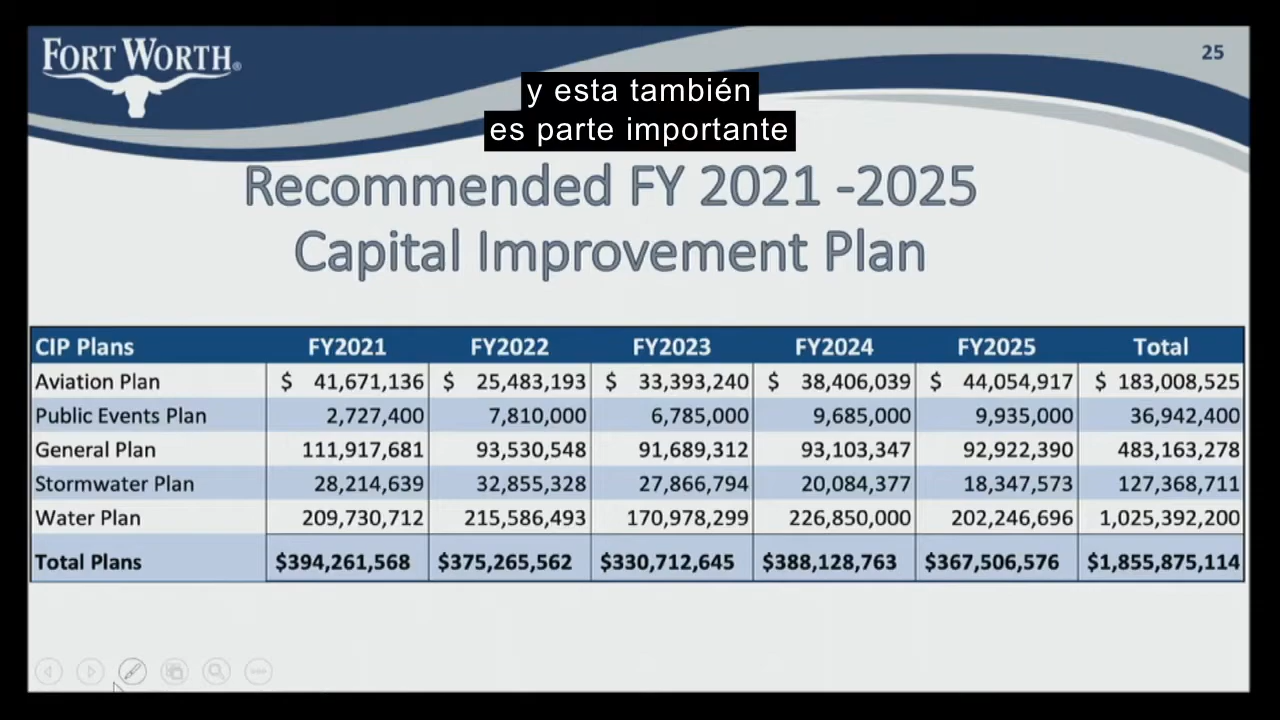 FORT WORTH®
25
y esta también
es parte importante
Recommended FY 2021 -2025
Capital Improvement Plan
CIP Plans FY2021 FY2022 FY2023 FY2024 FY2025 Total
Aviation Plan $ 41,671,136 $ 25,483,193 $ 33,393,240 $ 38,406,039 $ 44,054,917 $ 183,008,525
Public Events Plan 2,727,400 7,810,000 6,785,000 9,685,000 9,935,000 36,942,400
General Plan 111,917,681 93,530,548 91,689,312 93,103,347 92,922,390 483,163,278
Stormwater Plan 28,214,639 32,855,328 27,866,794 20,084,377 18,347,573 127,368,711
Water Plan 209,730,712 215,586,493 170,978,299 226,850,000 202,246,696 1,025,392,200
Total Plans $394,261,568 $375,265,562 $330,712,645 $388,128,763 $367,506,576 $1,855,875,114